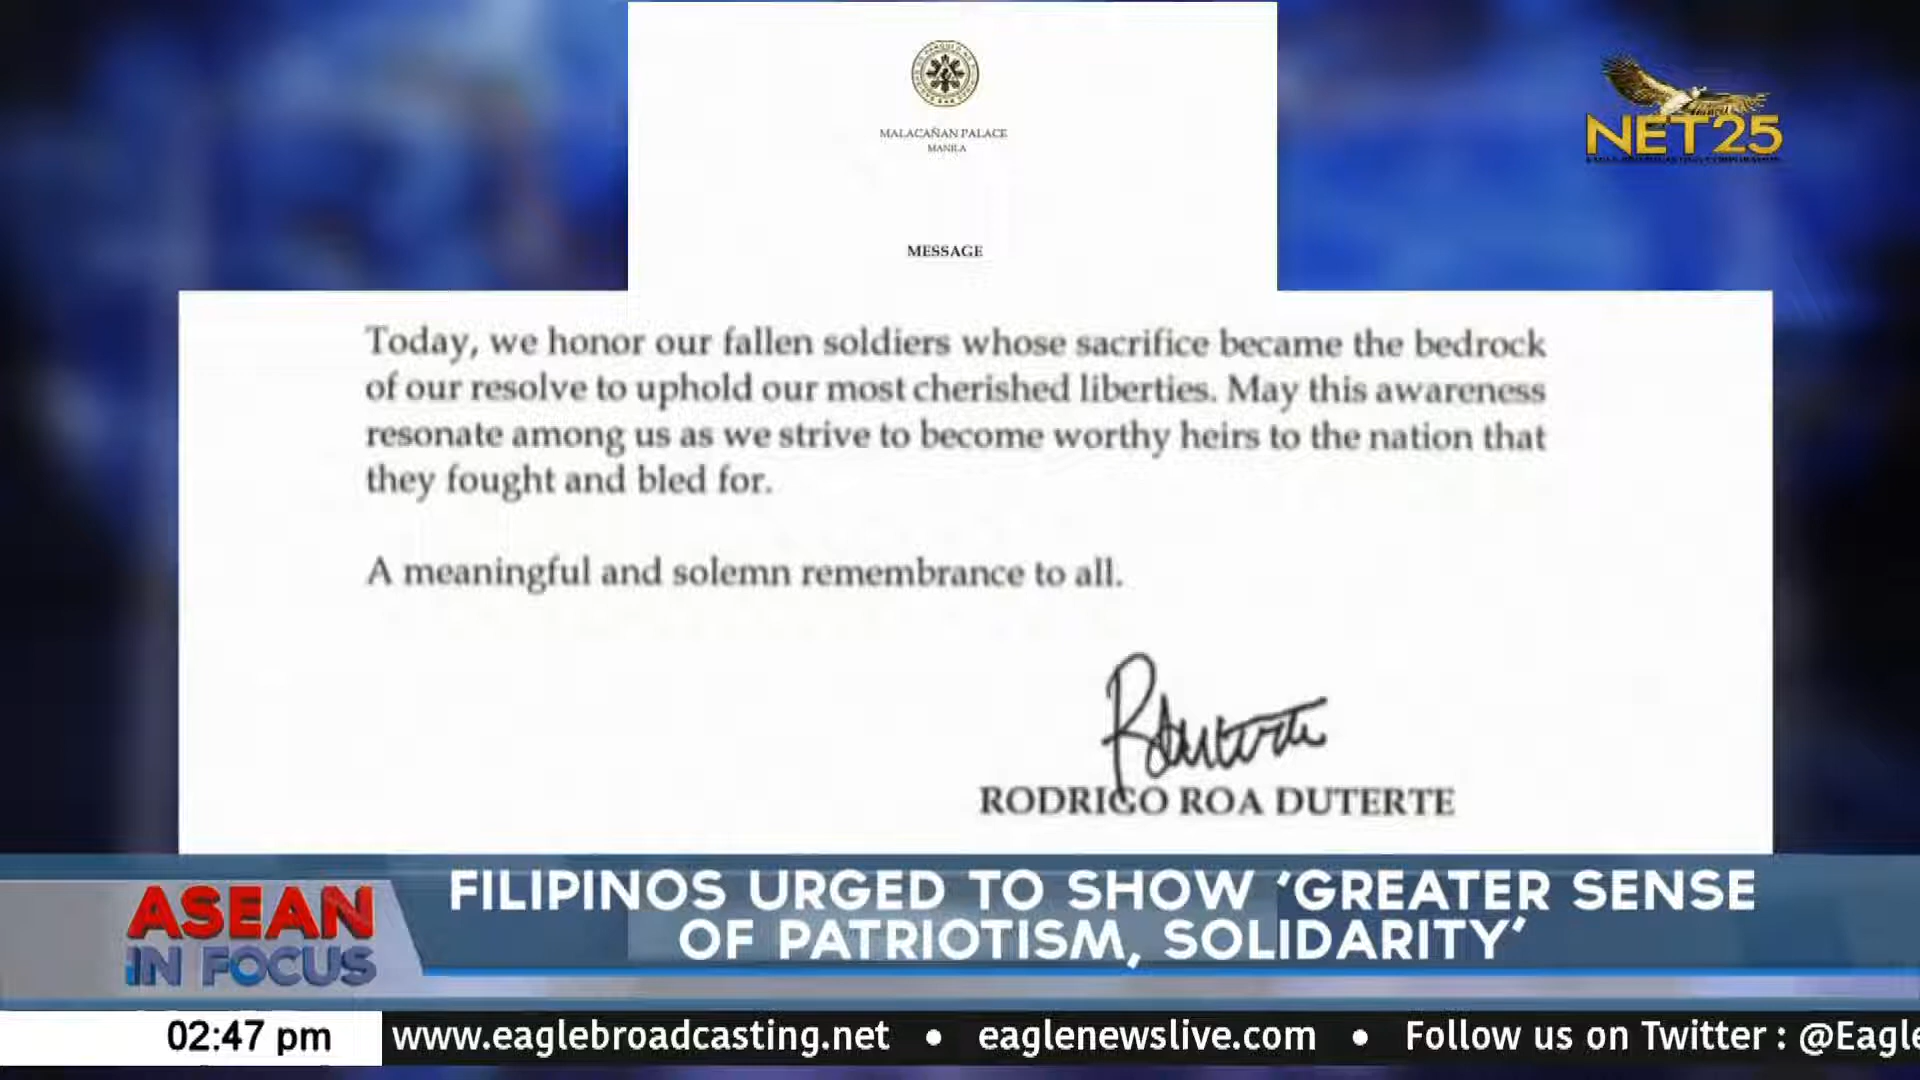 MALACAÑAN PALACE
MANILA
NET25
EAGLE BROADCASTING CORPORATION
MESSAGE
Today, we honor our fallen soldiers whose sacrifice became the bedrock
of our resolve to uphold our most cherished liberties. May this awareness
resonate among us as we strive to become worthy heirs to the nation that
they fought and bled for.
A meaningful and solemn remembrance to all.
RODRIGO ROA DUTERTE
FILIPINOS URGED TO SHOW ‘GREATER SENSE
OF PATRIOTISM, SOLIDARITY’
ASEAN
IN FOCUS
02:47 pm
www.eaglebroadcasting.net • eaglenewslive.com • Follow us on Twitter : @Eagle